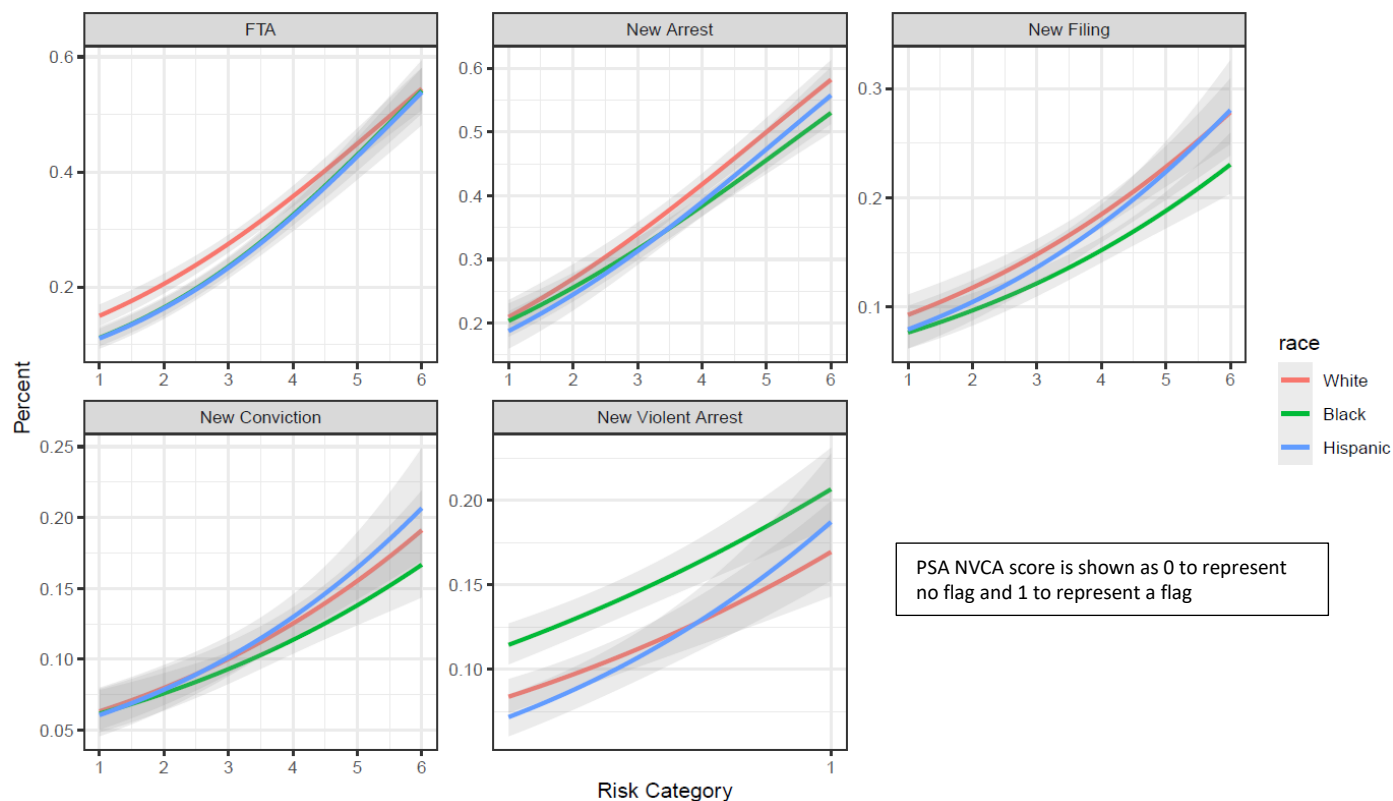 FTA
New Arrest
New Filing
0.6
0.4
0.2
0.6
0.5
0.4
0.3
0.2
0.3
0.2
0.1
1 2 3 4 5 6
1 2 3 4 5 6
1 2 3 4 5 6
Percent
New Conviction
New Violent Arrest
0.25
0.20
0.15
0.10
0.05
0.20
0.15
0.10
1 2 3 4 5 6
1
Risk Category
race
White
Black
Hispanic
PSA NVCA score is shown as 0 to represent
no flag and 1 to represent a flag